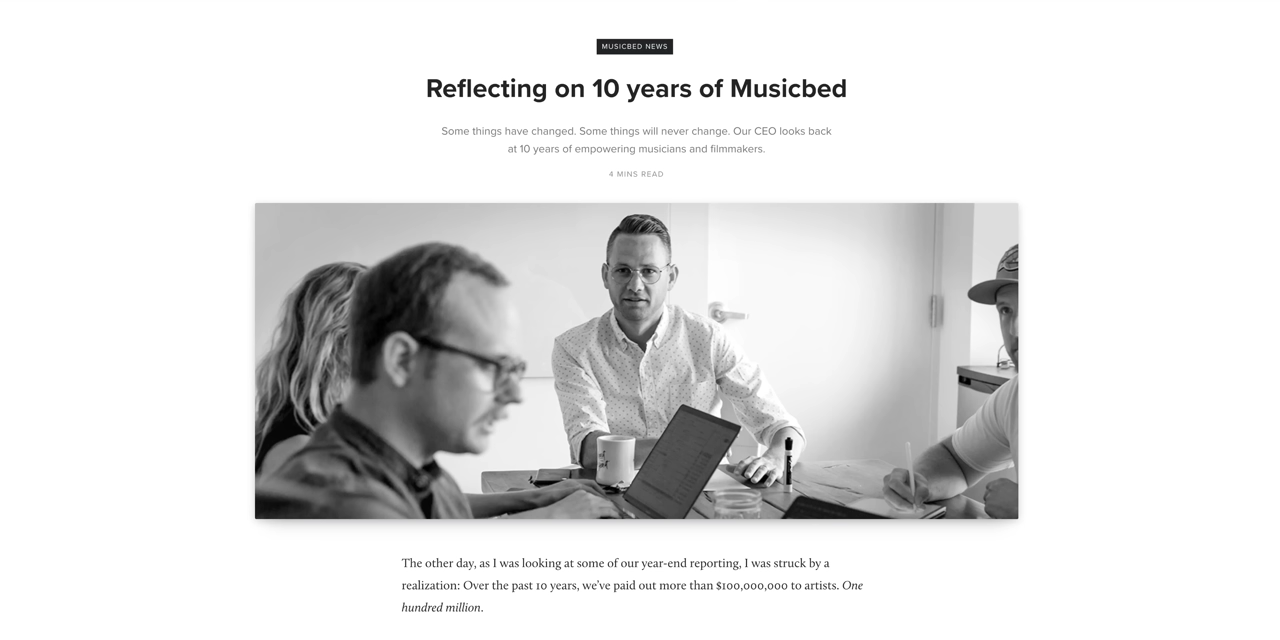 MUSICBED NEWS
Reflecting on 10 years of Musicbed
Some things have changed. Some things will never change. Our CEO looks back
at 10 years of empowering musicians and filmmakers.
4 MINS READ
The other day, as I was looking at some of our year-end reporting, I was struck by a
realization: Over the past 10 years, we’ve paid out more than $100,000,000 to artists. One
hundred million.